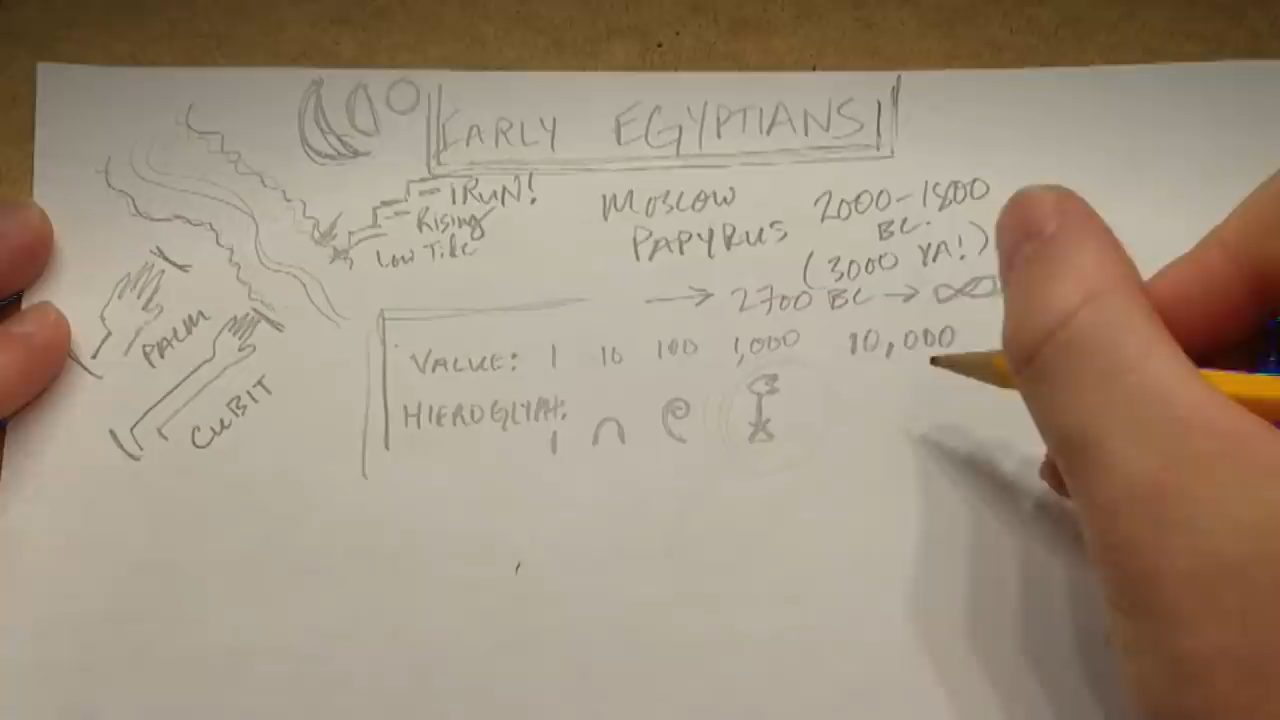 EARLY EGYPTIANS
RUN!
Rising
Low Tide
MOSCOW
PAPYRUS
2000-1800
BC.
(3000 YA!)
→ 2700 BC → ∞
PALM
CUBIT
VALUE: 1 10 100 1,000 10,000
HIEROGLYPH: